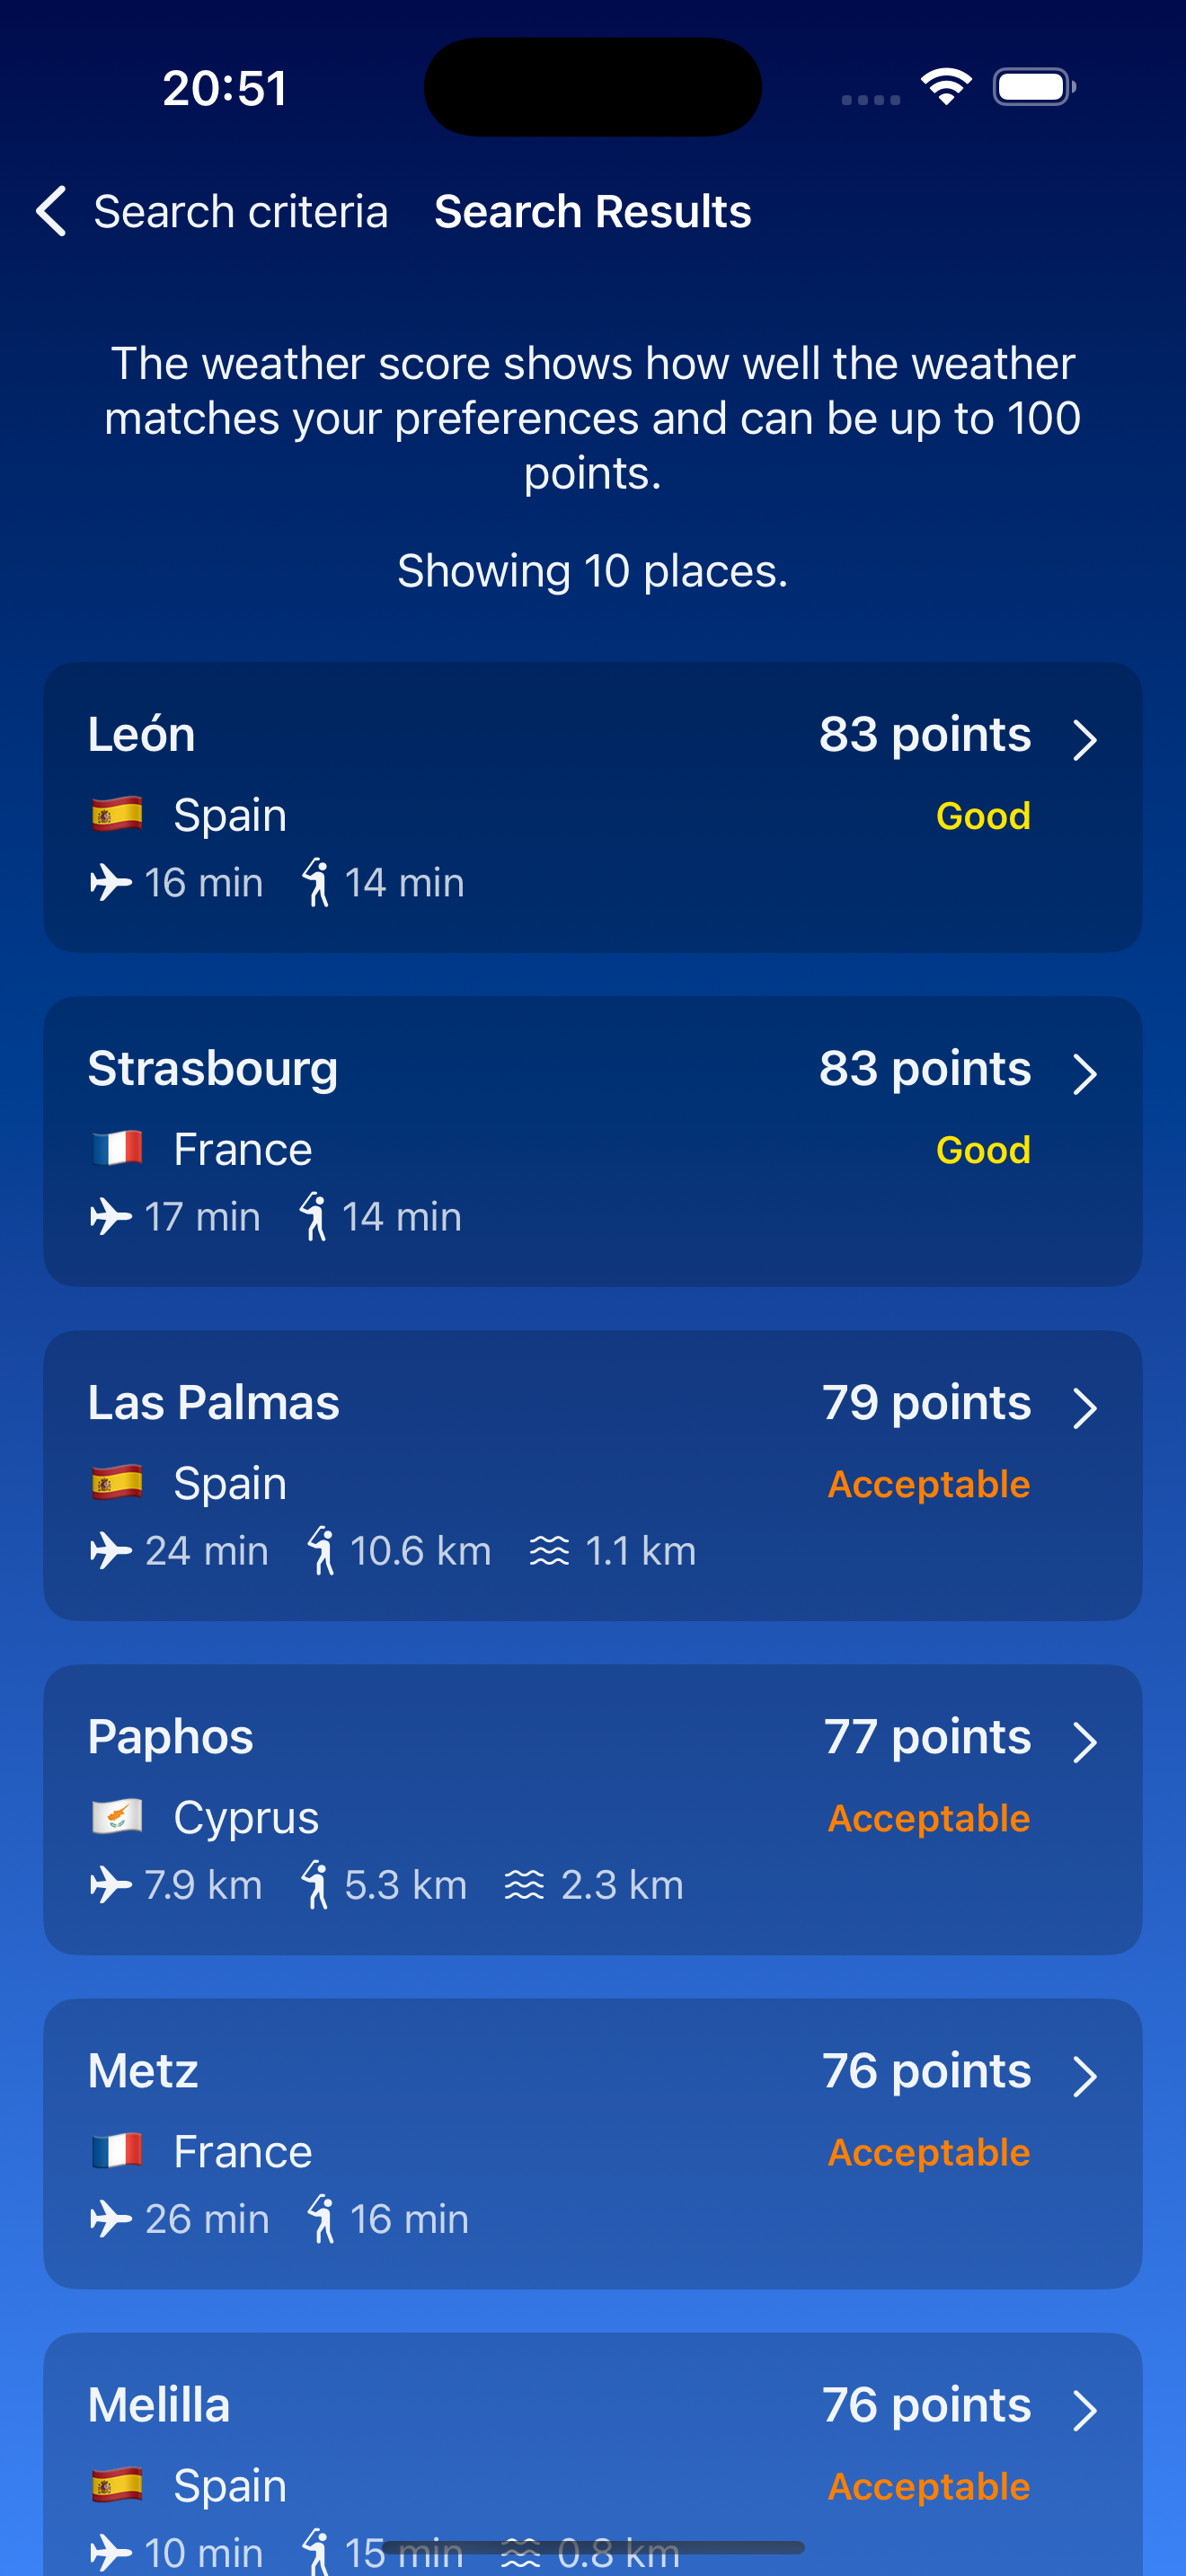 20:51
Search criteria Search Results
The weather score shows how well the weather
matches your preferences and can be up to 100
points.
Showing 10 places.
León 83 points
Spain Good
16 min 14 min
Strasbourg 83 points
France Good
17 min 14 min
Las Palmas 79 points
Spain Acceptable
24 min 10.6 km 1.1 km
Paphos 77 points
Cyprus Acceptable
7.9 km 5.3 km 2.3 km
Metz 76 points
France Acceptable
26 min 16 min
Melilla 76 points
Spain Acceptable
10 min 15 min 0.8 km